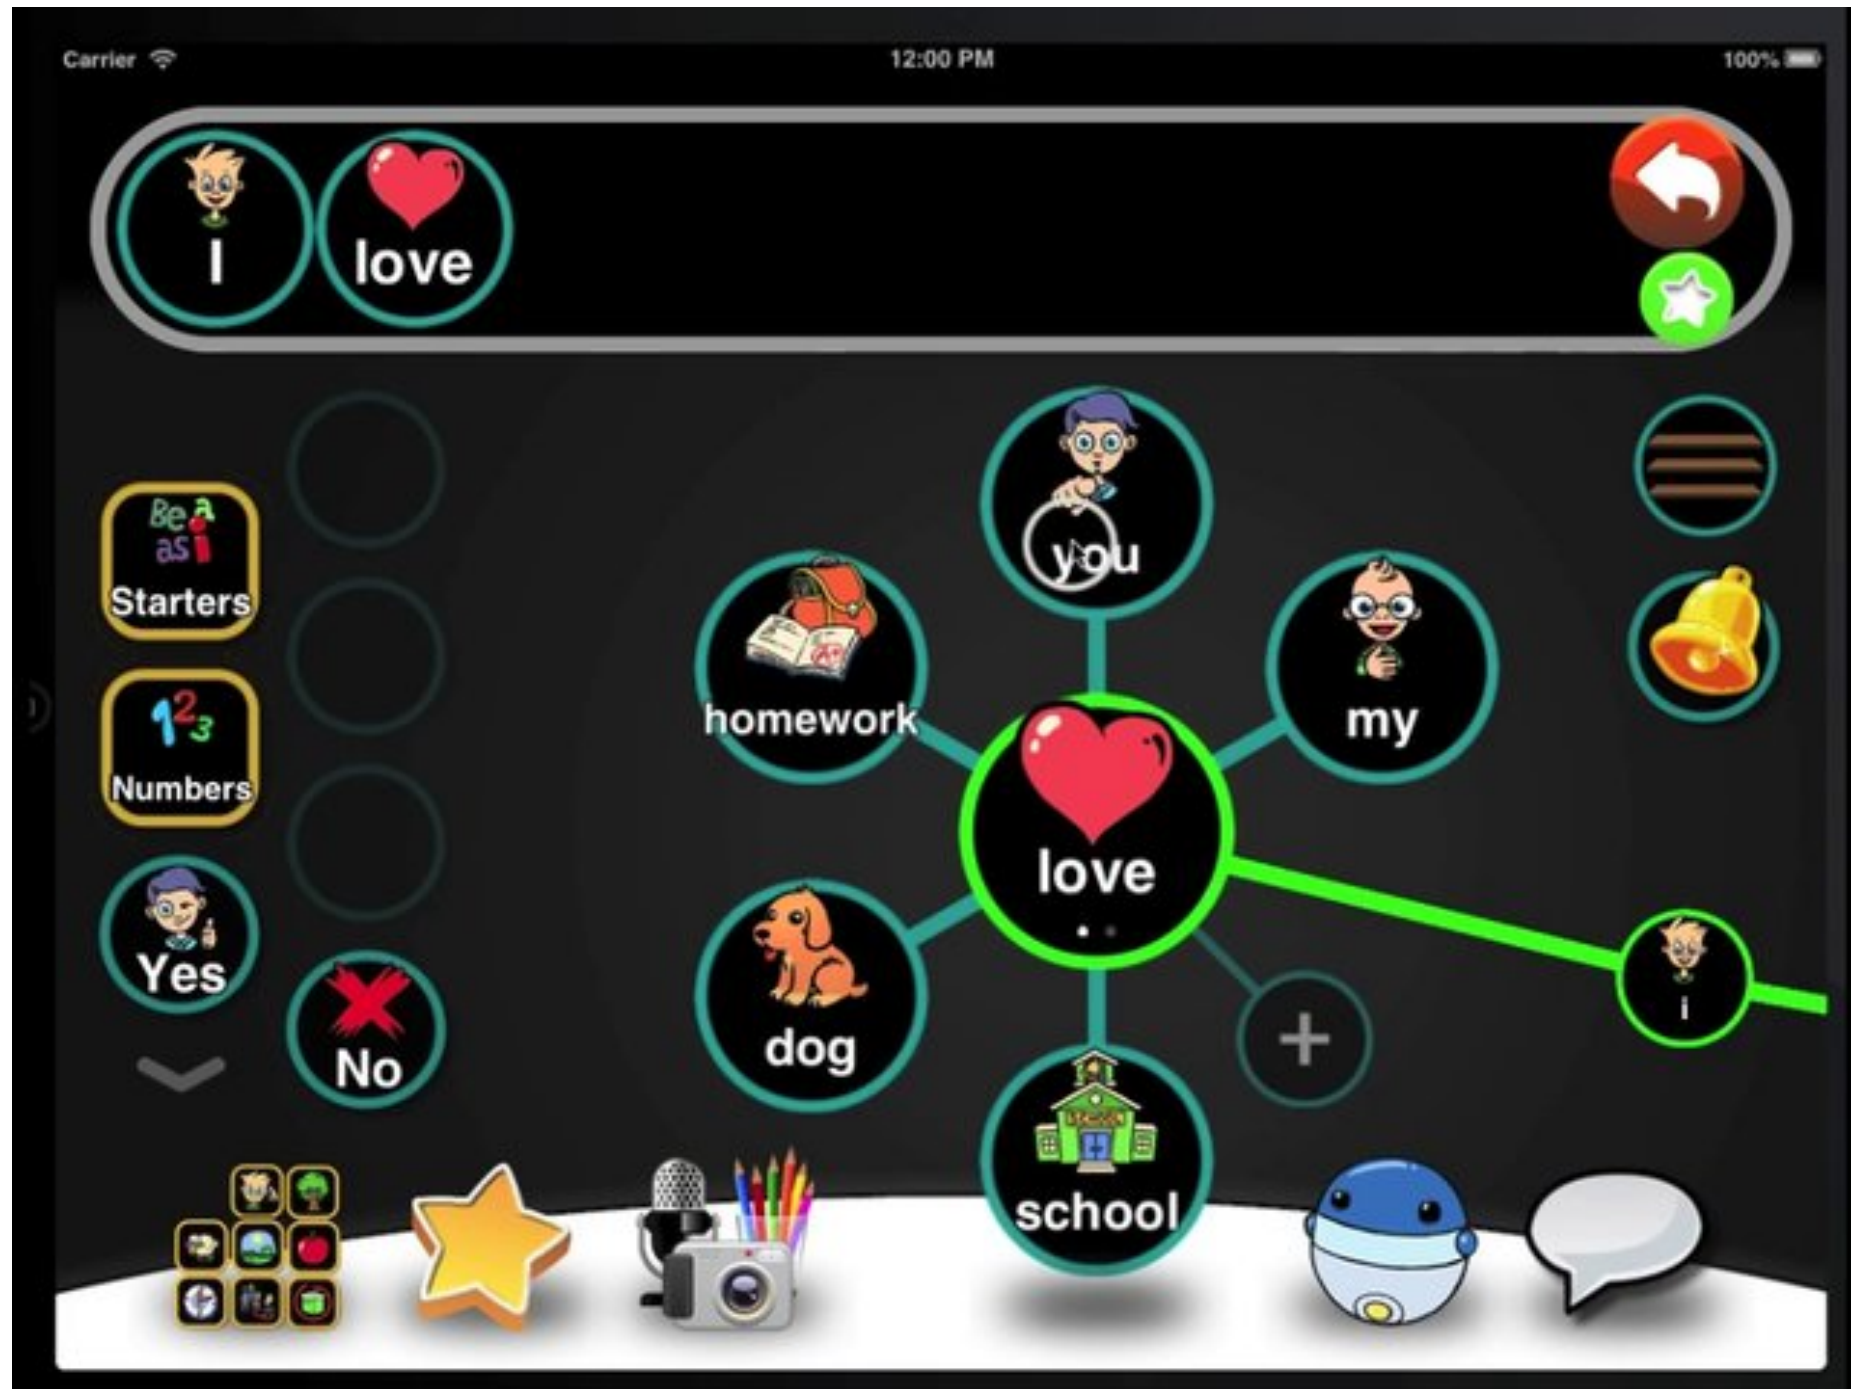 Carrier 12:00 PM 100%
I love
you
Be a
as i
Starters
homework
my
123
Numbers
love
Yes
i
dog
No
SCHOOL
school